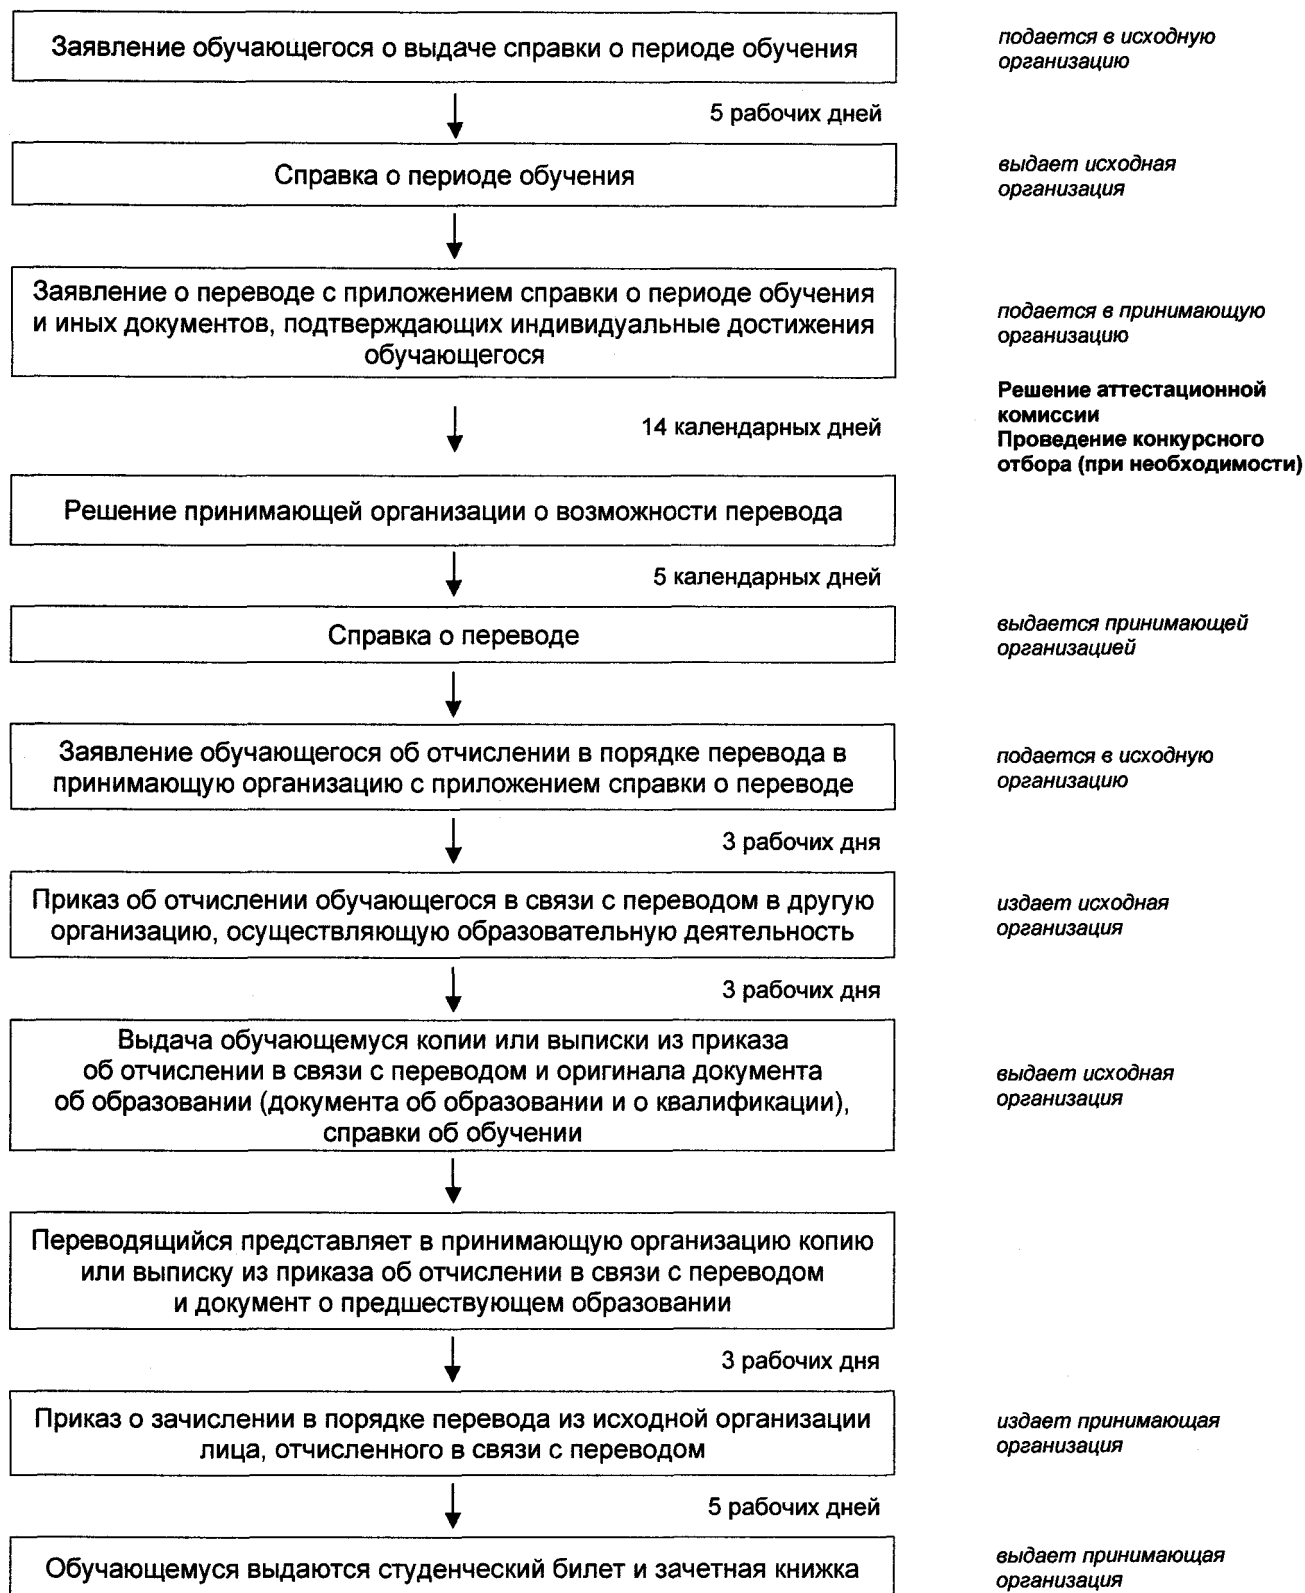 Заявление обучающегося о выдаче справки о периоде обучения
подается в исходную
организацию
5 рабочих дней
Справка о периоде обучения
выдает исходная
организация
Заявление о переводе с приложением справки о периоде обучения
и иных документов, подтверждающих индивидуальные достижения
обучающегося
подается в принимающую
организацию
14 календарных дней
Решение аттестационной
комиссии
Проведение конкурсного
отбора (при необходимости)
Решение принимающей организации о возможности перевода
5 календарных дней
Справка о переводе
выдается принимающей
организацией
Заявление обучающегося об отчислении в порядке перевода в
принимающую организацию с приложением справки о переводе
подается в исходную
организацию
3 рабочих дня
Приказ об отчислении обучающегося в связи с переводом в другую
организацию, осуществляющую образовательную деятельность
издает исходная
организация
3 рабочих дня
Выдача обучающемуся копии или выписки из приказа
об отчислении в связи с переводом и оригинала документа
об образовании (документа об образовании и о квалификации),
справки об обучении
выдает исходная
организация
Переводящийся представляет в принимающую организацию копию
или выписку из приказа об отчислении в связи с переводом
и документ о предшествующем образовании
3 рабочих дня
Приказ о зачислении в порядке перевода из исходной организации
лица, отчисленного в связи с переводом
издает принимающая
организация
5 рабочих дней
Обучающемуся выдаются студенческий билет и зачетная книжка
выдает принимающая
организация